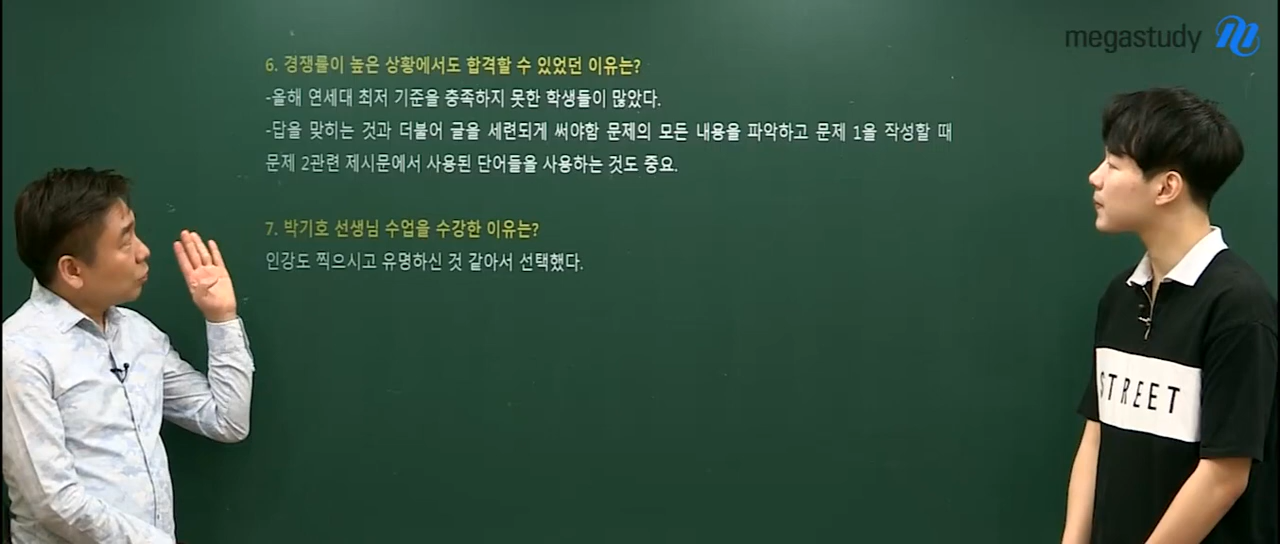 megastudy
6. 경쟁률이 높은 상황에서도 합격할 수 있었던 이유는?
-올해 연세대 최저 기준을 충족하지 못한 학생들이 많았다.
-답을 맞히는 것과 더불어 글을 세련되게 써야함 문제의 모든 내용을 파악하고 문제 1을 작성할 때
문제 2관련 제시문에서 사용된 단어들을 사용하는 것도 중요.
7. 박기호 선생님 수업을 수강한 이유는?
인강도 찍으시고 유명하신 것 같아서 선택했다.
STREET